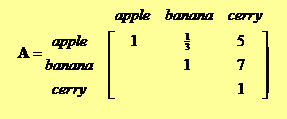 apple banana cerry
A = apple 1 1/3 5
banana 1 7
cerry 1